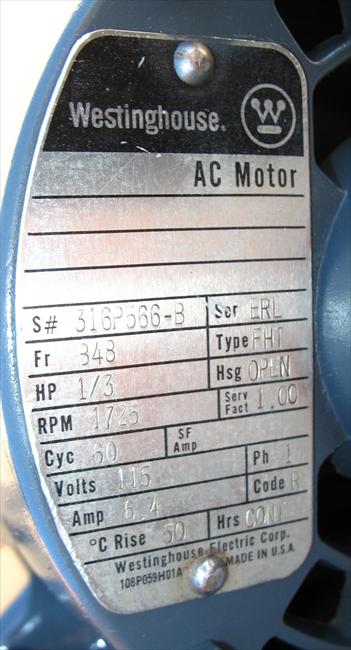 Westinghouse.
AC Motor
S# 316P566-B Ser ERL
Fr B48 Type FHT
HP 1/3 Hsg OPEN
RPM 1725 Serv Fact 1.00
Cyc 60 SF Amp
Volts 115 Ph 1
Amp 6.4 Code R
°C Rise 50 Hrs CONT
Westinghouse Electric Corp.
108P059H01A MADE IN U.S.A.